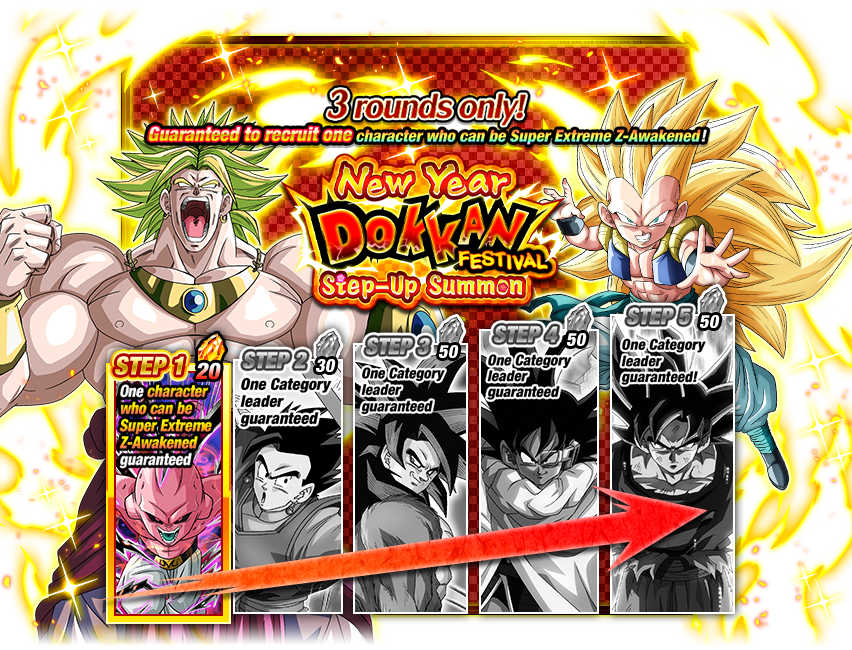 3 rounds only!
Guaranteed to recruit one character who can be Super Extreme Z-Awakened!
New Year
DOKKAN
FESTIVAL
Step-Up Summon
STEP 1
20
One character
who can be
Super Extreme
Z-Awakened
guaranteed
STEP 2
30
One Category
leader
guaranteed
STEP 3
50
One Category
leader
guaranteed
STEP 4
50
One Category
leader
guaranteed
STEP 5
50
One Category
leader
guaranteed!